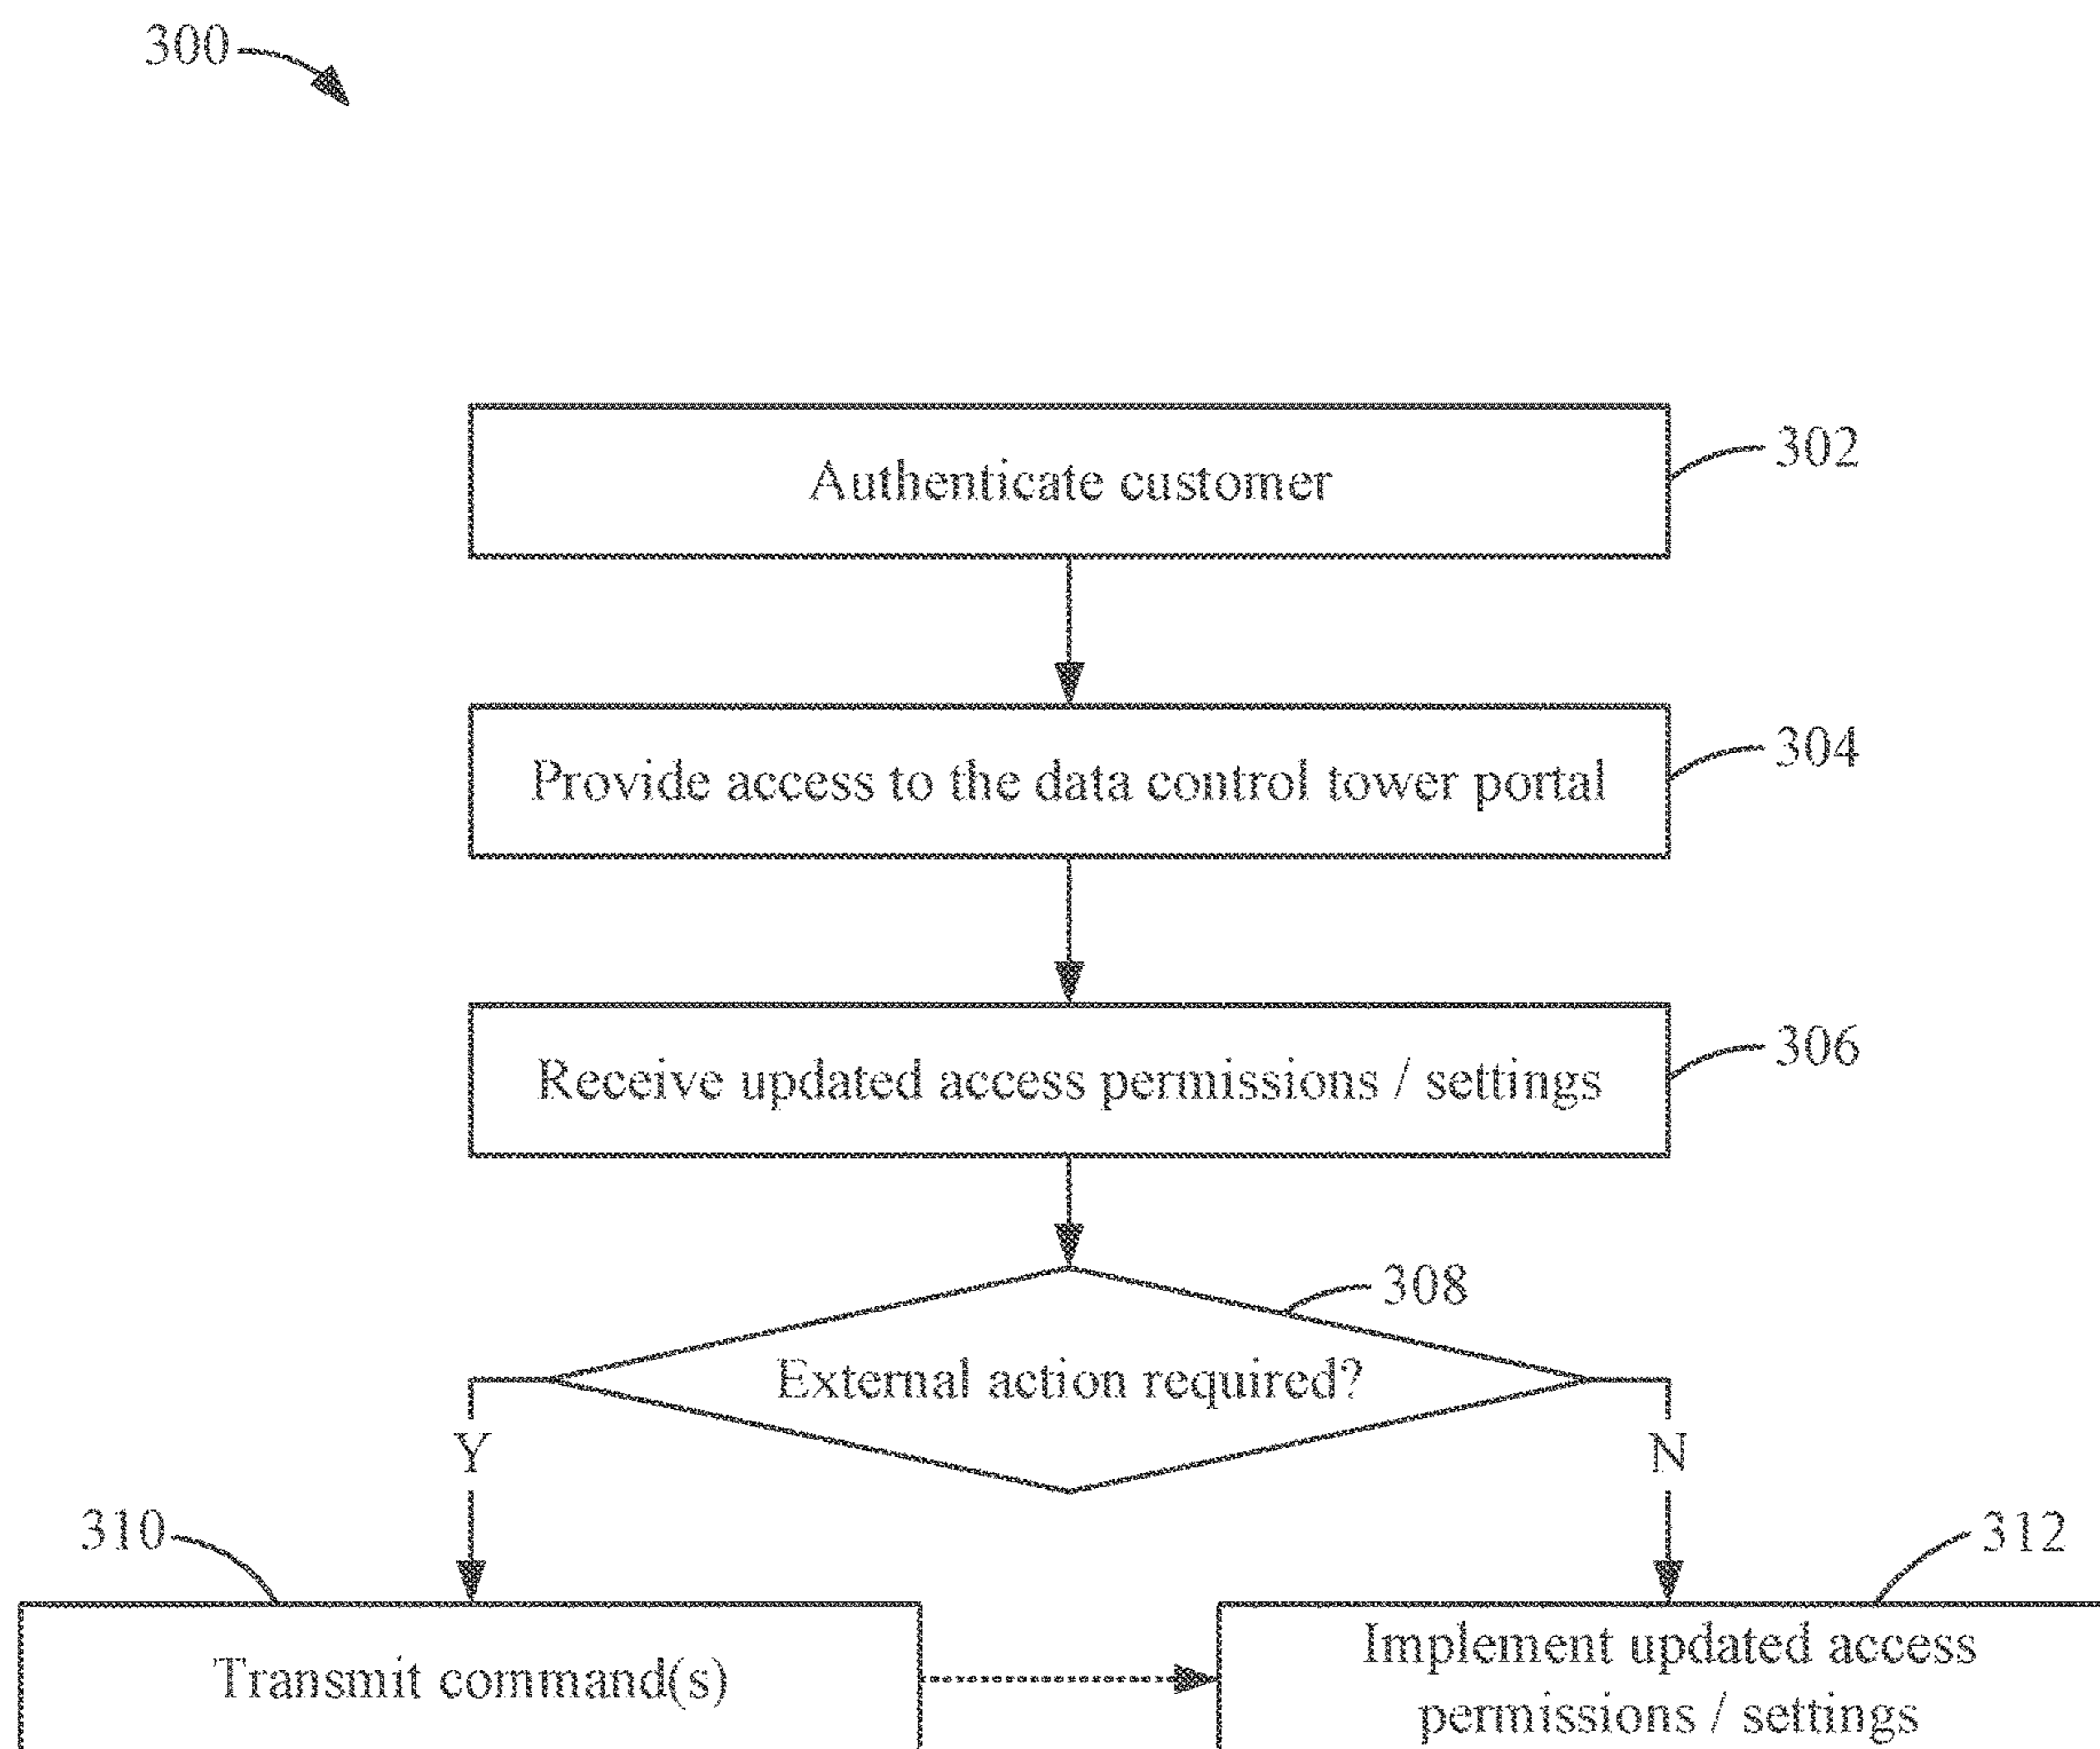 300
Authenticate customer
302
Provide access to the data control tower portal
304
Receive updated access permissions / settings
306
308
External action required?
Y
N
310
312
Transmit command(s)
Implement updated access
permissions / settings